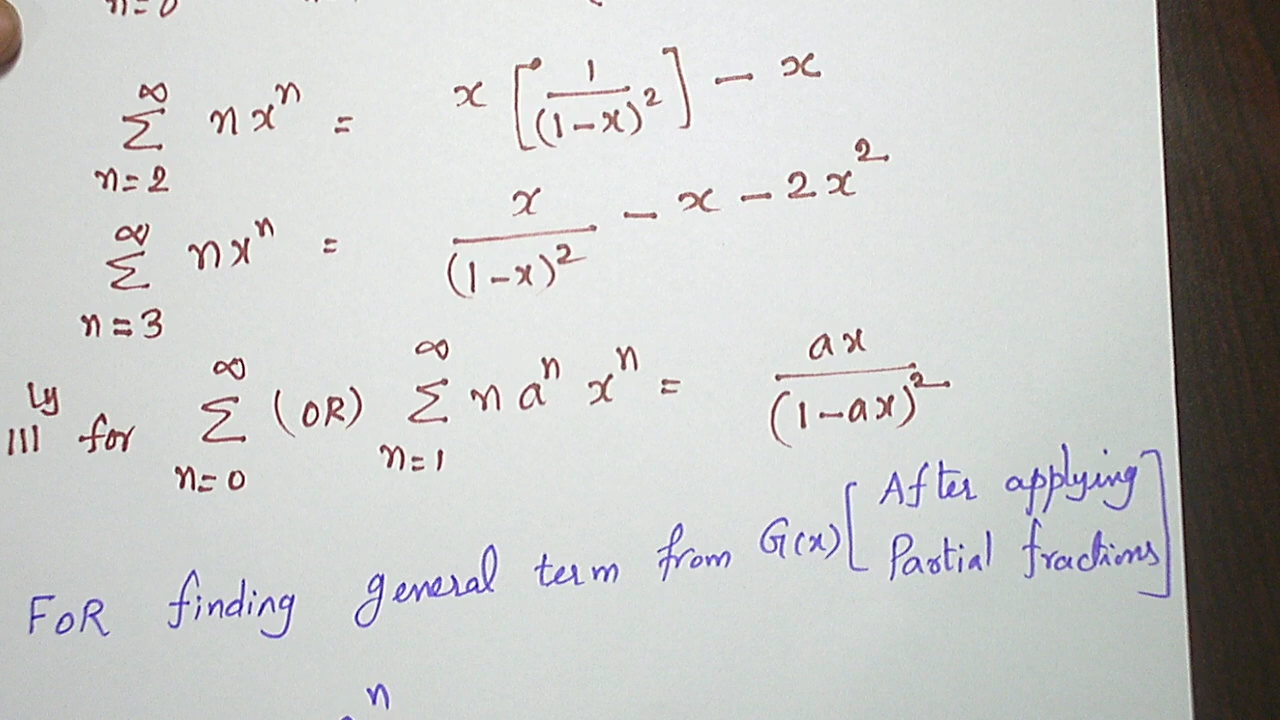 n=0
∞ ∑ n=2 n x^n = x [ 1/(1-x)^2 ] - x
∞ ∑ n=3 n x^n = x/(1-x)^2 - x - 2x^2
|||ly for ∞ ∑ n=0 (OR) ∞ ∑ n=1 n a^n x^n = ax/(1-ax)^2
FOR finding general term from G(x) [ After applying
Partial fractions ]
n